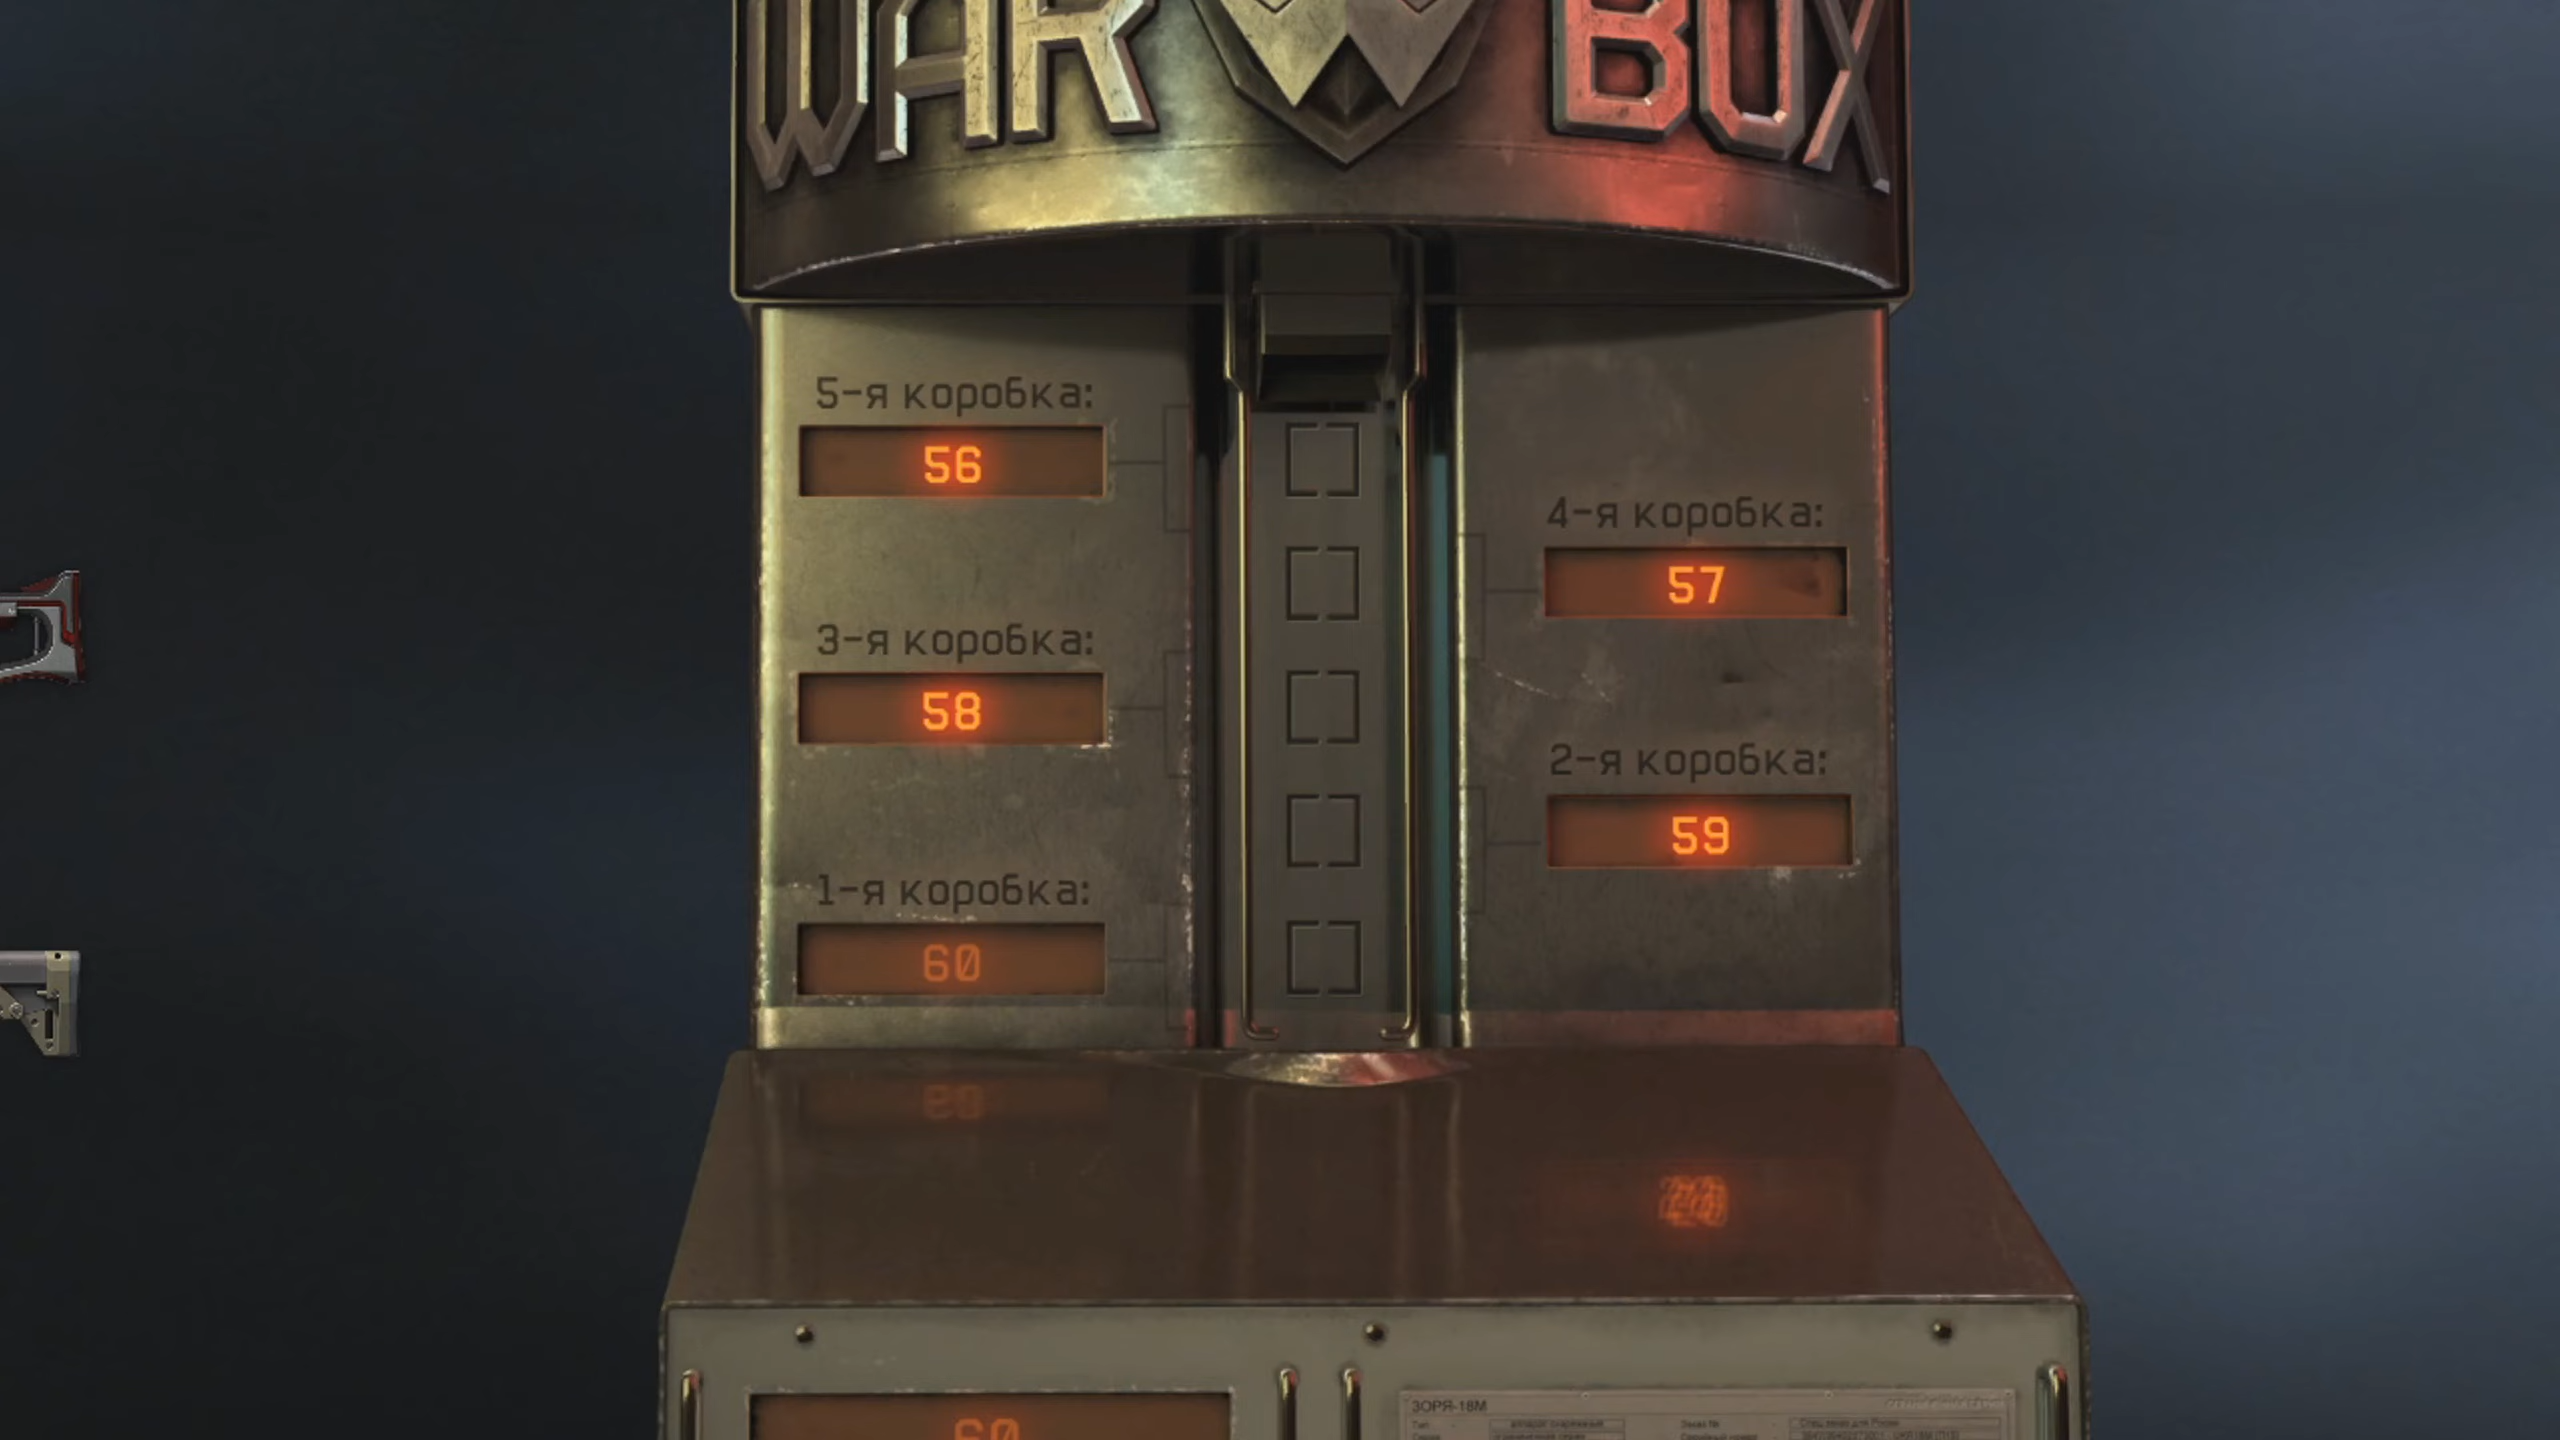 WAR BOX
5-я коробка:
56
4-я коробка:
57
3-я коробка:
58
2-я коробка:
59
1-я коробка:
60
60
ЗОРЯ-18М